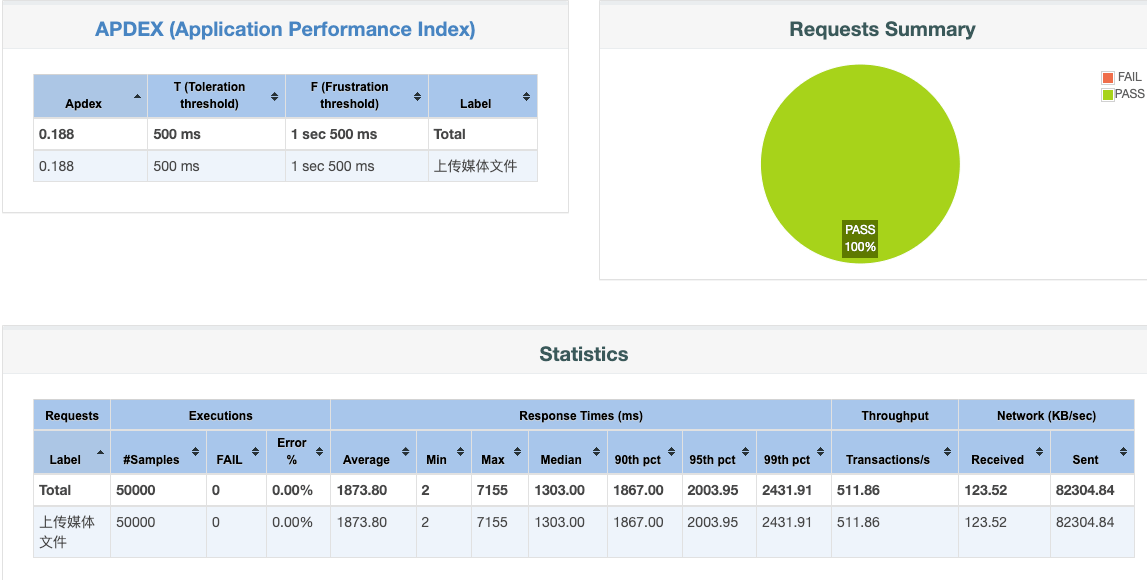 APDEX (Application Performance Index)
Apdex T (Toleration threshold) F (Frustration threshold) Label
0.188 500 ms 1 sec 500 ms Total
0.188 500 ms 1 sec 500 ms 上传媒体文件
Requests Summary
FAIL
PASS
PASS
100%
Statistics
Requests Executions Response Times (ms) Throughput Network (KB/sec)
Label #Samples FAIL Error % Average Min Max Median 90th pct 95th pct 99th pct Transactions/s Received Sent
Total 50000 0 0.00% 1873.80 2 7155 1303.00 1867.00 2003.95 2431.91 511.86 123.52 82304.84
上传媒体文件 50000 0 0.00% 1873.80 2 7155 1303.00 1867.00 2003.95 2431.91 511.86 123.52 82304.84